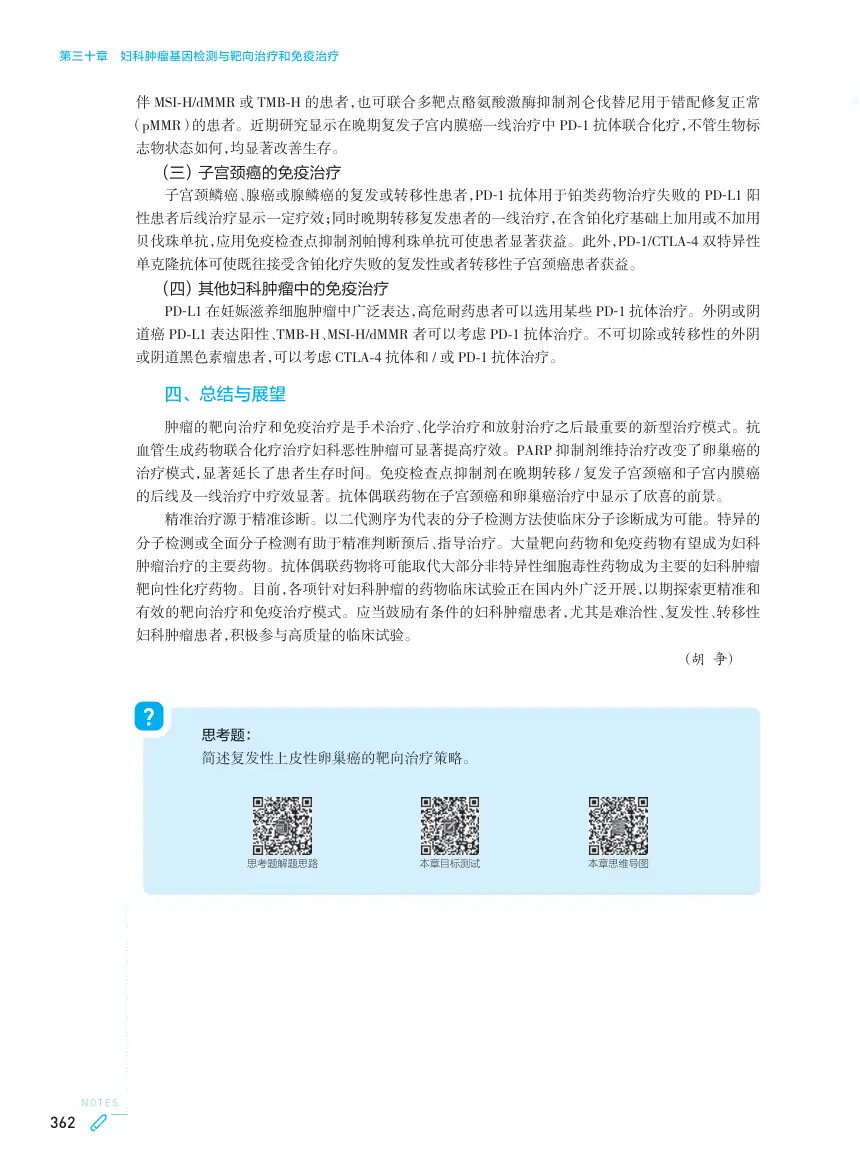 第三十章 妇科肿瘤基因检测与靶向治疗和免疫治疗
伴 MSI-H/dMMR 或 TMB-H 的患者,也可联合多靶点酪氨酸激酶抑制剂仑伐替尼用于错配修复正常
(pMMR)的患者。近期研究显示在晚期复发子宫内膜癌一线治疗中 PD-1 抗体联合化疗,不管生物标
志物状态如何,均显著改善生存。
(三)子宫颈癌的免疫治疗
子宫颈鳞癌、腺癌或腺鳞癌的复发或转移性患者,PD-1 抗体用于铂类药物治疗失败的 PD-L1 阳
性患者后线治疗显示一定疗效;同时晚期转移复发患者的一线治疗,在含铂化疗基础上加用或不加用
贝伐珠单抗,应用免疫检查点抑制剂帕博利珠单抗可使患者显著获益。此外,PD-1/CTLA-4 双特异性
单克隆抗体可使既往接受含铂化疗失败的复发性或者转移性子宫颈癌患者获益。
(四)其他妇科肿瘤中的免疫治疗
PD-L1 在妊娠滋养细胞肿瘤中广泛表达,高危耐药患者可以选用某些 PD-1 抗体治疗。外阴或阴
道癌 PD-L1 表达阳性、TMB-H、MSI-H/dMMR 者可以考虑 PD-1 抗体治疗。不可切除或转移性的外阴
或阴道黑色素瘤患者,可以考虑 CTLA-4 抗体和 / 或 PD-1 抗体治疗。
四、总结与展望
肿瘤的靶向治疗和免疫治疗是手术治疗、化学治疗和放射治疗之后最重要的新型治疗模式。抗
血管生成药物联合化疗治疗妇科恶性肿瘤可显著提高疗效。PARP 抑制剂维持治疗改变了卵巢癌的
治疗模式,显著延长了患者生存时间。免疫检查点抑制剂在晚期转移 / 复发子宫颈癌和子宫内膜癌
的后线及一线治疗中疗效显著。抗体偶联药物在子宫颈癌和卵巢癌治疗中显示了欣喜的前景。
精准治疗源于精准诊断。以二代测序为代表的分子检测方法使临床分子诊断成为可能。特异的
分子检测或全面分子检测有助于精准判断预后、指导治疗。大量靶向药物和免疫药物有望成为妇科
肿瘤治疗的主要药物。抗体偶联药物将可能取代大部分非特异性细胞毒性药物成为主要的妇科肿瘤
靶向性化疗药物。目前,各项针对妇科肿瘤的药物临床试验正在国内外广泛开展,以期探索更精准和
有效的靶向治疗和免疫治疗模式。应当鼓励有条件的妇科肿瘤患者,尤其是难治性、复发性、转移性
妇科肿瘤患者,积极参与高质量的临床试验。
(胡 争)
?
思考题:
简述复发性上皮性卵巢癌的靶向治疗策略。
思考题解题思路
本章目标测试
本章思维导图
NOTES
362